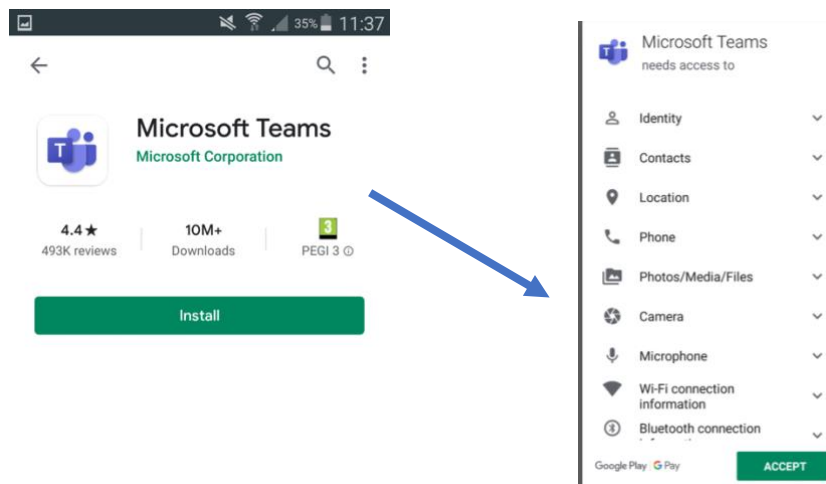 35% 11:37
Microsoft Teams
Microsoft Corporation
4.4★
493K reviews
10M+
Downloads
3
PEGI 3
Install
Microsoft Teams
needs access to
Identity
Contacts
Location
Phone
Photos/Media/Files
Camera
Microphone
Wi-Fi connection
information
Bluetooth connection
Google Play G Pay
ACCEPT